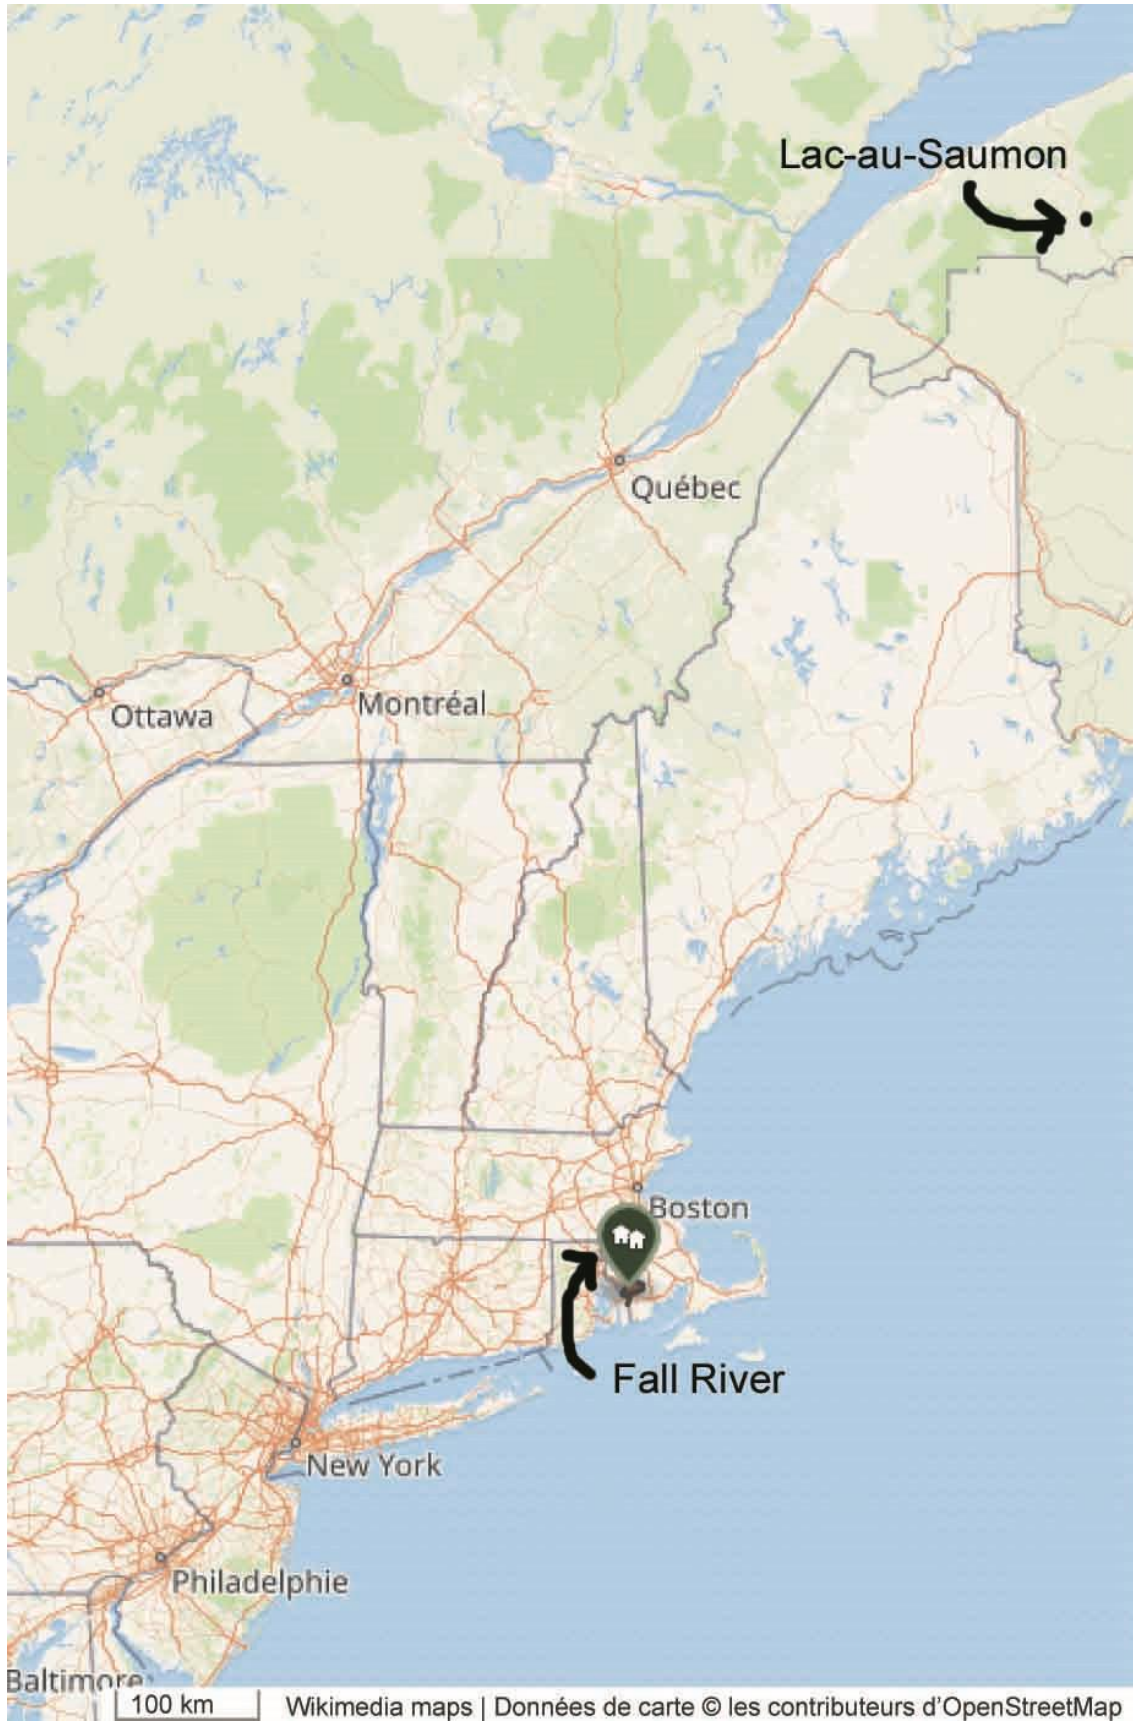 Lac-au-Saumon
Québec
Ottawa
Montréal
Boston
Fall River
New York
Philadelphie
Baltimore
100 km
Wikimedia maps | Données de carte © les contributeurs d'OpenStreetMap